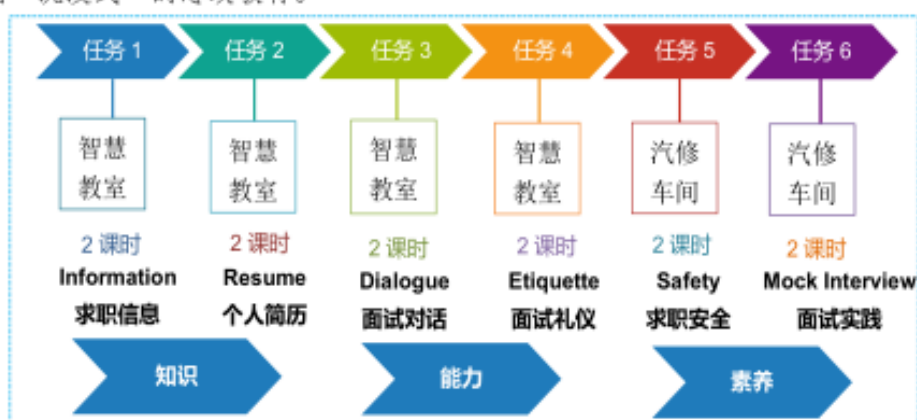 任务 1 任务 2 任务 3 任务 4 任务 5 任务 6
智慧 智慧 智慧 智慧 汽修 汽修
教室 教室 教室 教室 车间 车间
2 课时 2 课时 2 课时 2 课时 2 课时 2 课时
Information Resume Dialogue Etiquette Safety Mock Interview
求职信息 个人简历 面试对话 面试礼仪 求职安全 面试实践
知识 能力 素养